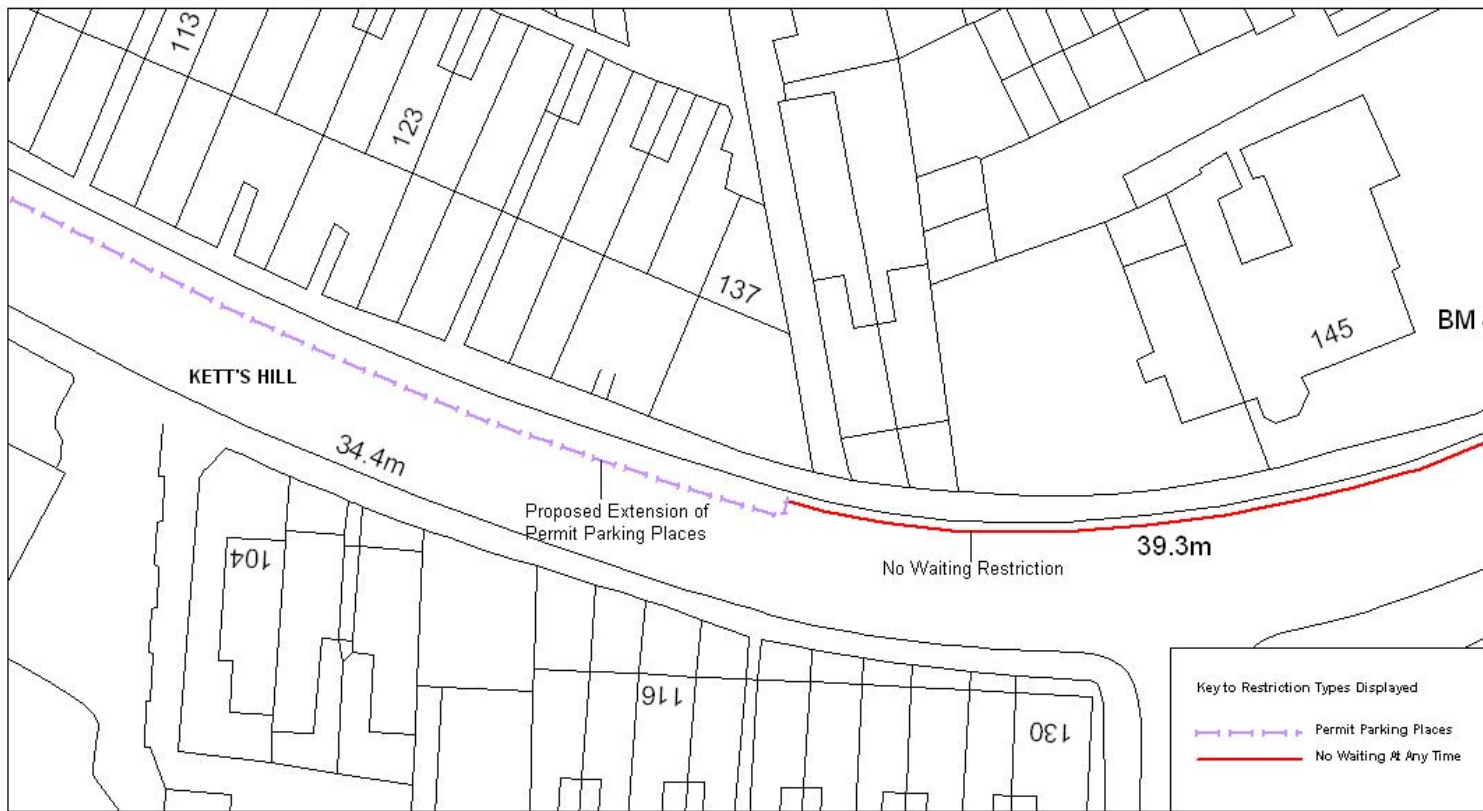 113
123
137
145
BM
KETT'S HILL
34.4m
Proposed Extension of
Permit Parking Places
39.3m
No Waiting Restriction
104
116
130
Key to Restriction Types Displayed
Permit Parking Places
No Waiting At Any Time